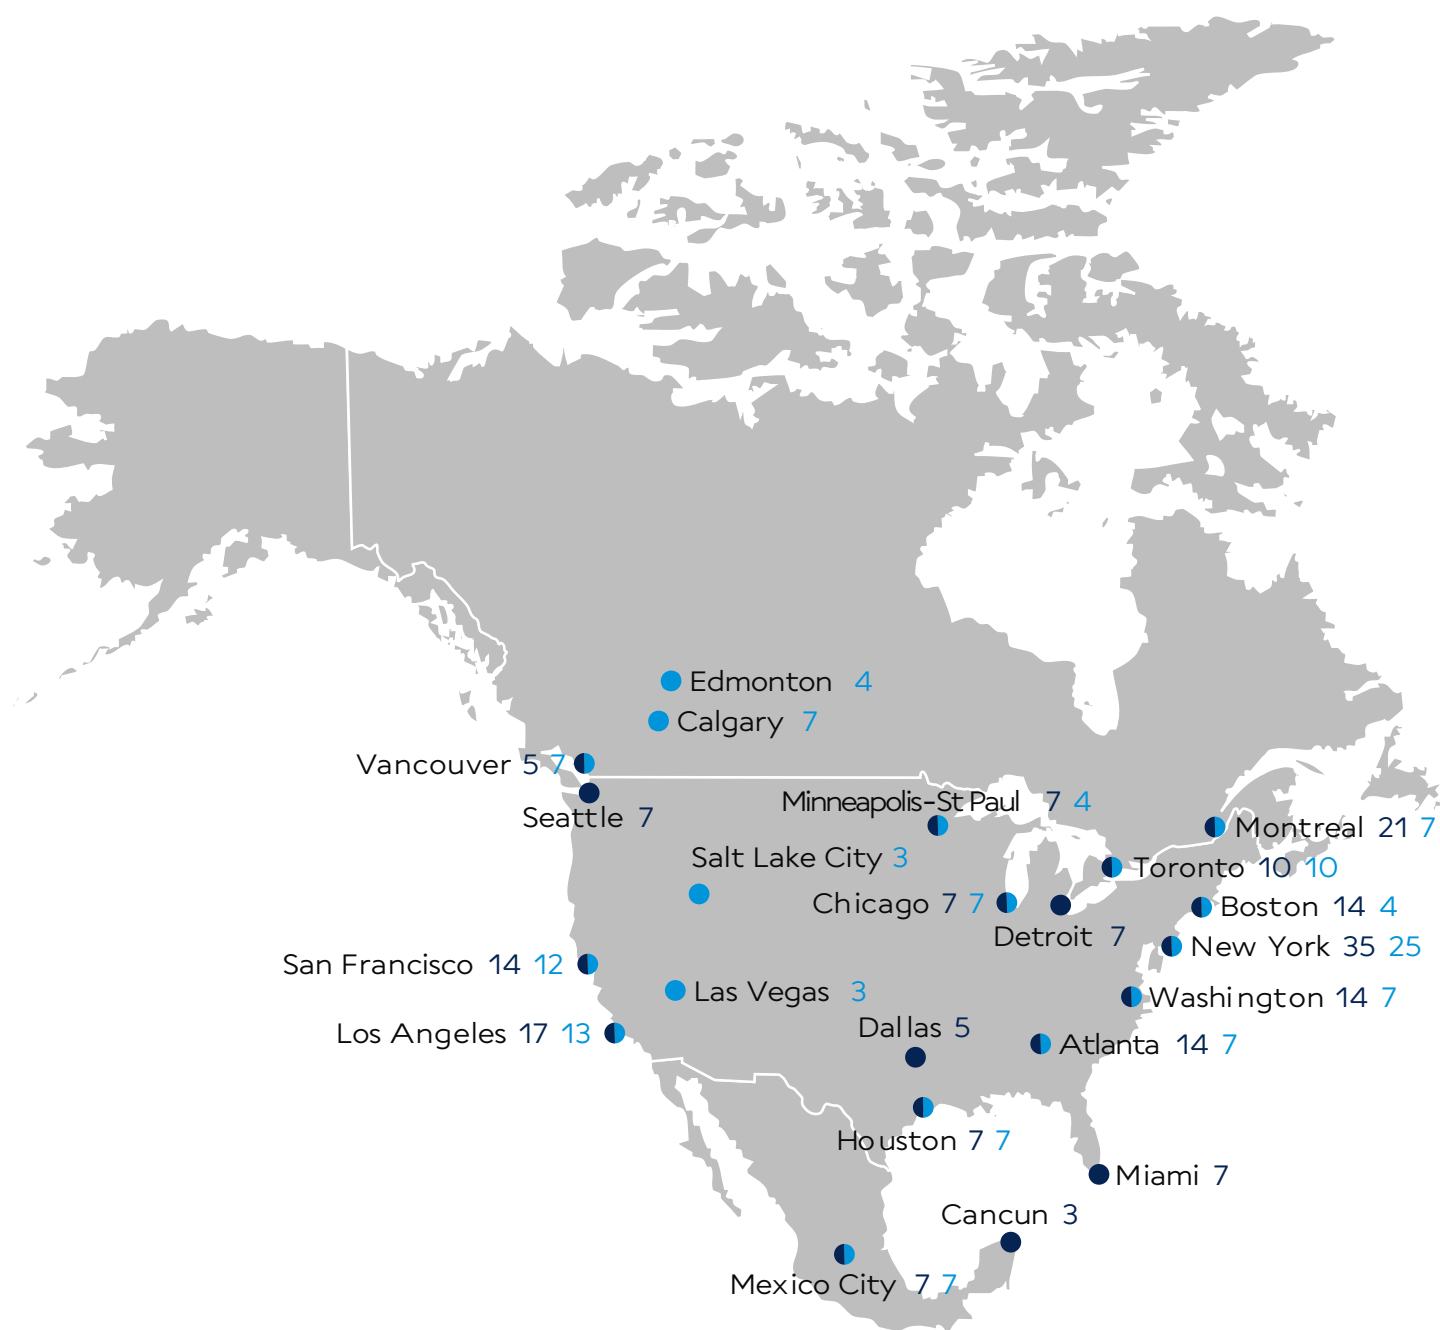 Edmonton 4
Calgary 7
Vancouver 5 7
Seattle 7
Minneapolis-St Paul 7 4
Montreal 21 7
Salt Lake City 3
Toronto 10 10
Chicago 7 7
Boston 14 4
Detroit 7
New York 35 25
San Francisco 14 12
Las Vegas 3
Washington 14 7
Los Angeles 17 13
Dallas 5
Atlanta 14 7
Houston 7 7
Miami 7
Cancun 3
Mexico City 7 7